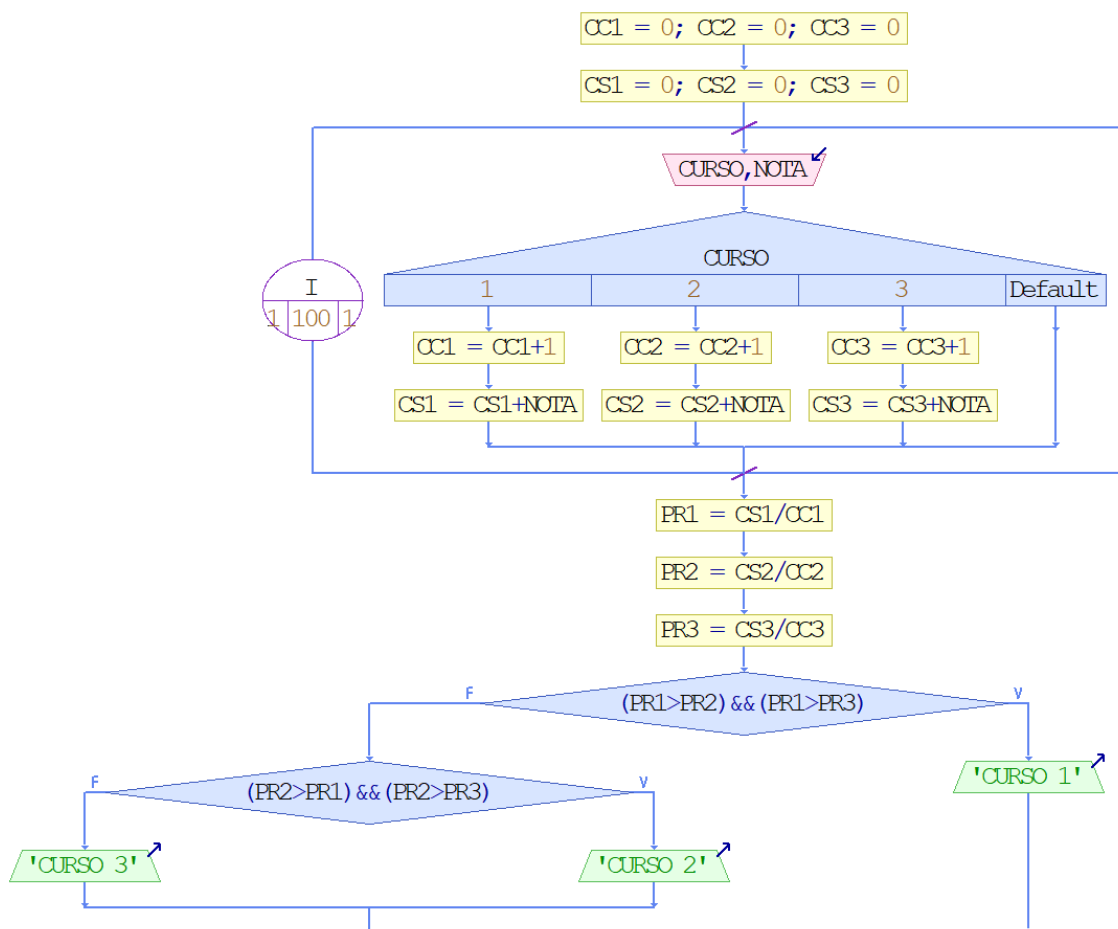 CC1 = 0; CC2 = 0; CC3 = 0
CS1 = 0; CS2 = 0; CS3 = 0
CURSO,NOTA
CURSO
1 2 3 Default
I
1 100 1
CC1 = CC1+1 CC2 = CC2+1 CC3 = CC3+1
CS1 = CS1+NOTA CS2 = CS2+NOTA CS3 = CS3+NOTA
PR1 = CS1/CC1
PR2 = CS2/CC2
PR3 = CS3/CC3
F (PR1>PR2)&&(PR1>PR3) V
'CURSO 1'
F (PR2>PR1)&&(PR2>PR3) V
'CURSO 3' 'CURSO 2'